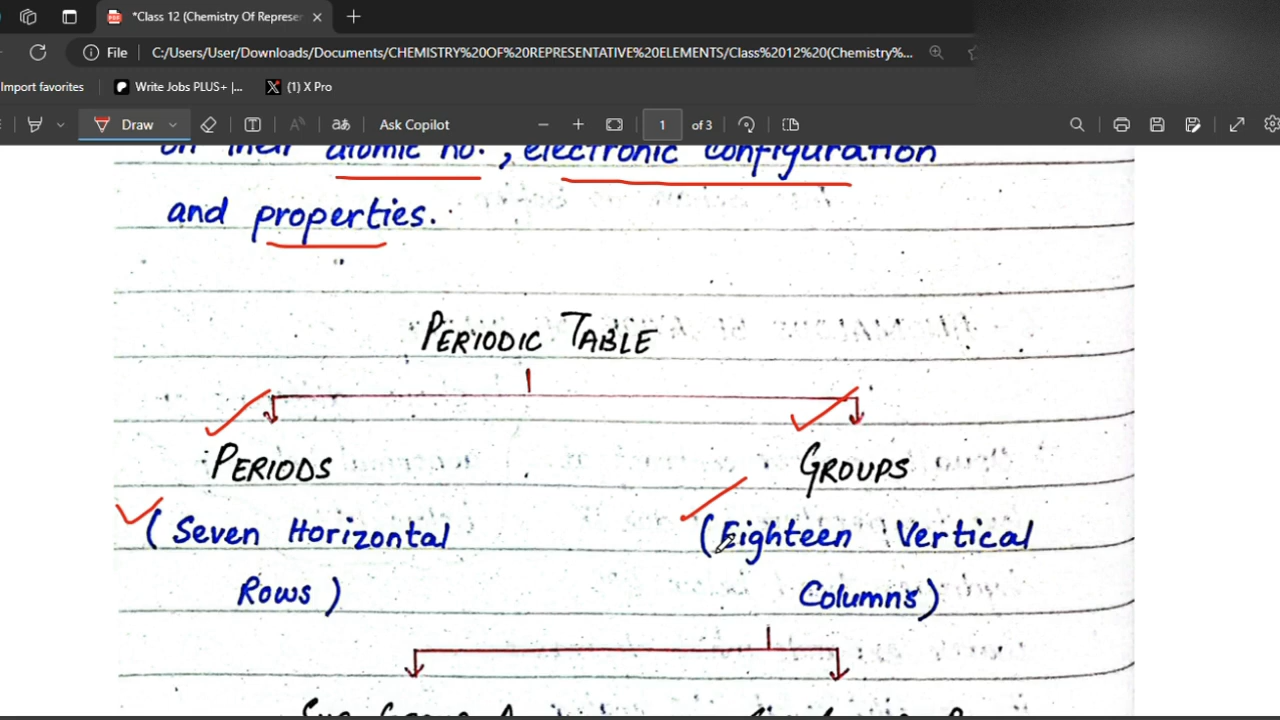 *Class 12 (Chemistry Of Represer
File C:/Users/User/Downloads/Documents/CHEMISTRY%20OF%20REPRESENTATIVE%20ELEMENTS/Class%2012%20(Chemistry%...
Import favorites Write Jobs PLUS+ |... (1) X Pro
Draw Ask Copilot 1 of 3
on their atomic no., electronic configuration
and properties.
PERIODIC TABLE
PERIODS GROUPS
(Seven Horizontal (Eighteen Vertical
Rows) Columns)